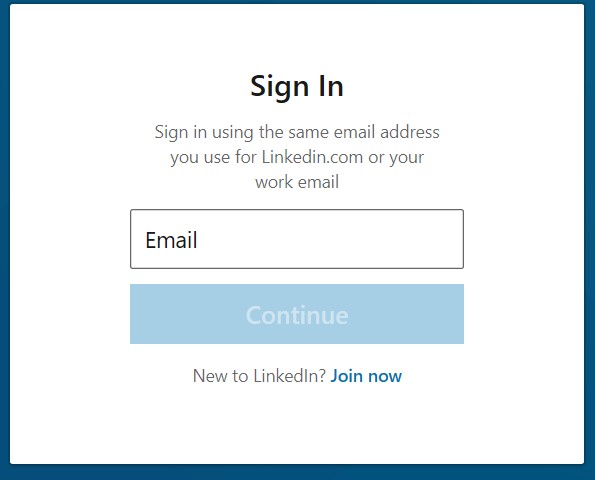 Sign In
Sign in using the same email address
you use for Linkedin.com or your
work email
Email
Continue
New to LinkedIn? Join now